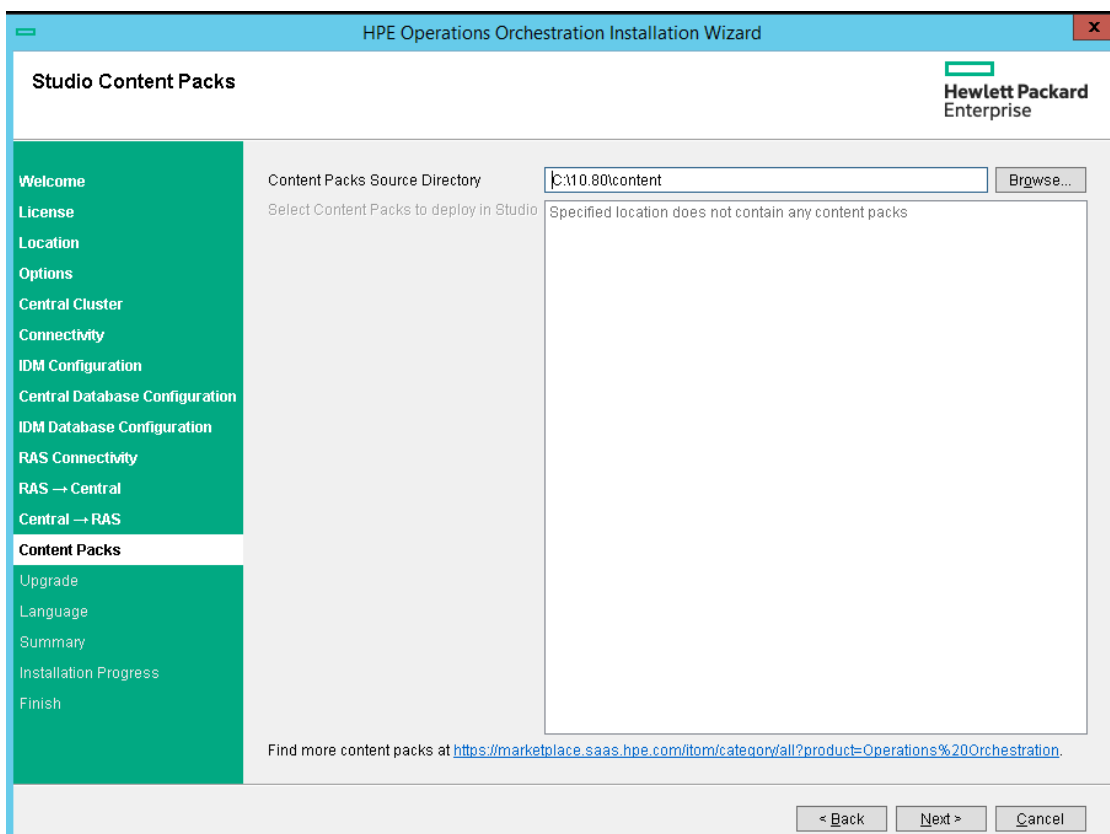 HPE Operations Orchestration Installation Wizard
x
Studio Content Packs
Hewlett Packard
Enterprise
Welcome
License
Location
Options
Central Cluster
Connectivity
IDM Configuration
Central Database Configuration
IDM Database Configuration
RAS Connectivity
RAS → Central
Central → RAS
Content Packs
Upgrade
Language
Summary
Installation Progress
Finish
Content Packs Source Directory
C:\10.80\content
Browse...
Select Content Packs to deploy in Studio
Specified location does not contain any content packs
Find more content packs at https://marketplace.saas.hpe.com/itom/category/all?product=Operations%20Orchestration.
< Back
Next >
Cancel